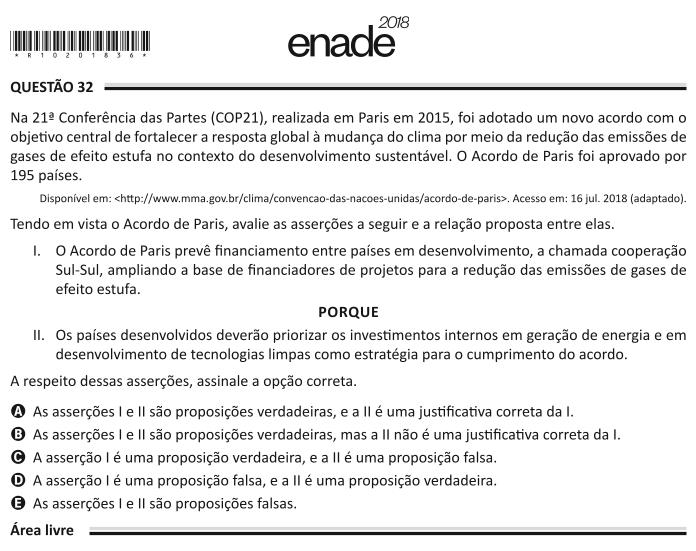 2018
enade
* R 1 0 2 0 1 8 3 6 *
QUESTÃO 32
Na 21ª Conferência das Partes (COP21), realizada em Paris em 2015, foi adotado um novo acordo com o
objetivo central de fortalecer a resposta global à mudança do clima por meio da redução das emissões de
gases de efeito estufa no contexto do desenvolvimento sustentável. O Acordo de Paris foi aprovado por
195 países.
Disponível em: <http://www.mma.gov.br/clima/convencao-das-nacoes-unidas/acordo-de-paris>. Acesso em: 16 jul. 2018 (adaptado).
Tendo em vista o Acordo de Paris, avalie as asserções a seguir e a relação proposta entre elas.
I. O Acordo de Paris prevê financiamento entre países em desenvolvimento, a chamada cooperação
Sul-Sul, ampliando a base de financiadores de projetos para a redução das emissões de gases de
efeito estufa.
PORQUE
II. Os países desenvolvidos deverão priorizar os investimentos internos em geração de energia e em
desenvolvimento de tecnologias limpas como estratégia para o cumprimento do acordo.
A respeito dessas asserções, assinale a opção correta.
A As asserções I e II são proposições verdadeiras, e a II é uma justificativa correta da I.
B As asserções I e II são proposições verdadeiras, mas a II não é uma justificativa correta da I.
C A asserção I é uma proposição verdadeira, e a II é uma proposição falsa.
D A asserção I é uma proposição falsa, e a II é uma proposição verdadeira.
E As asserções I e II são proposições falsas.
Área livre